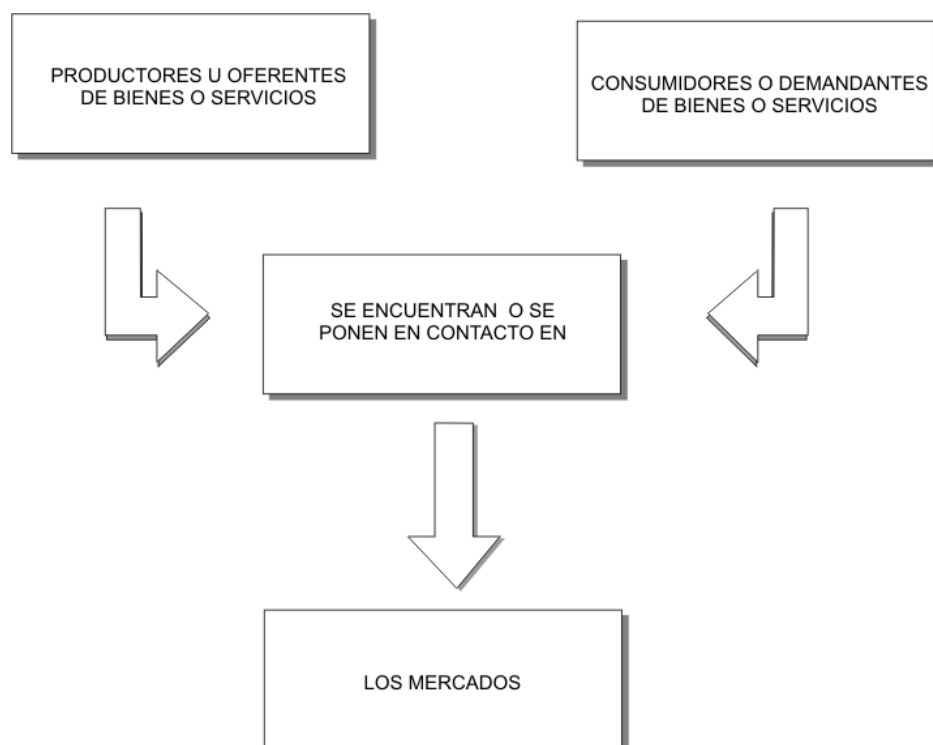 PRODUCTORES U OFERENTES
DE BIENES O SERVICIOS
CONSUMIDORES O DEMANDANTES
DE BIENES O SERVICIOS
SE ENCUENTRAN O SE
PONEN EN CONTACTO EN
LOS MERCADOS